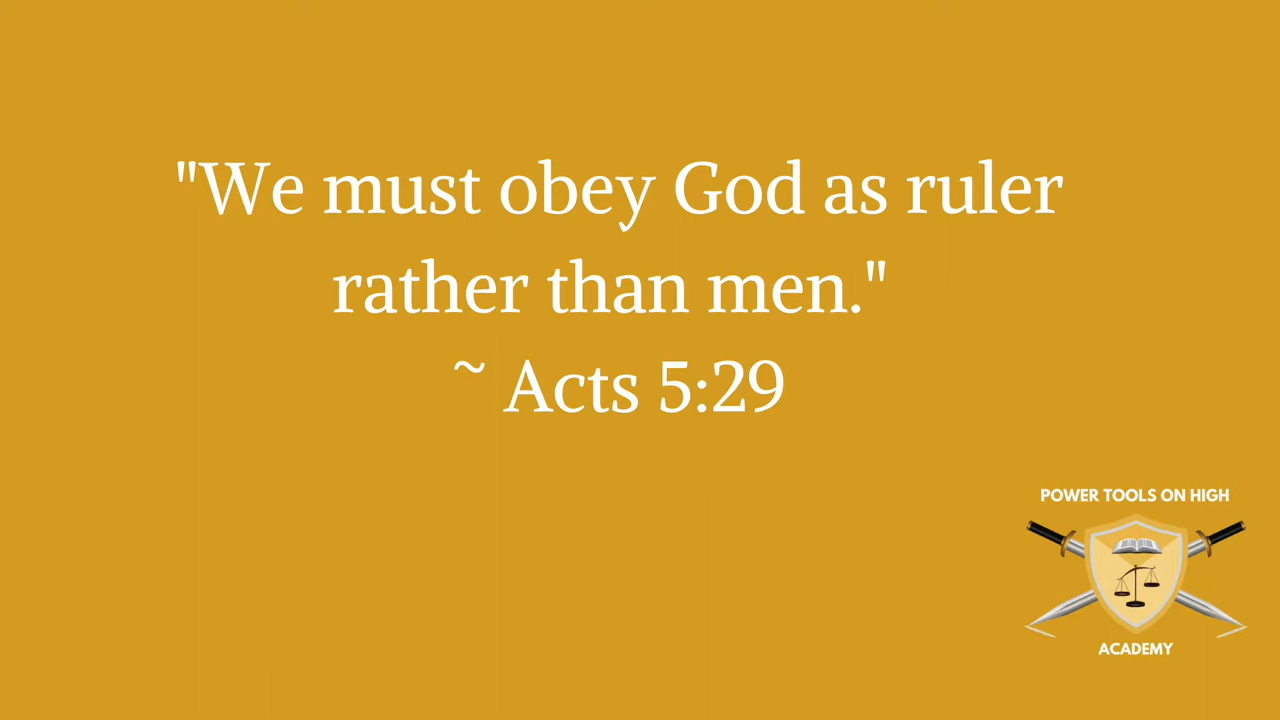 "We must obey God as ruler
rather than men."
~ Acts 5:29
POWER TOOLS ON HIGH
ACADEMY